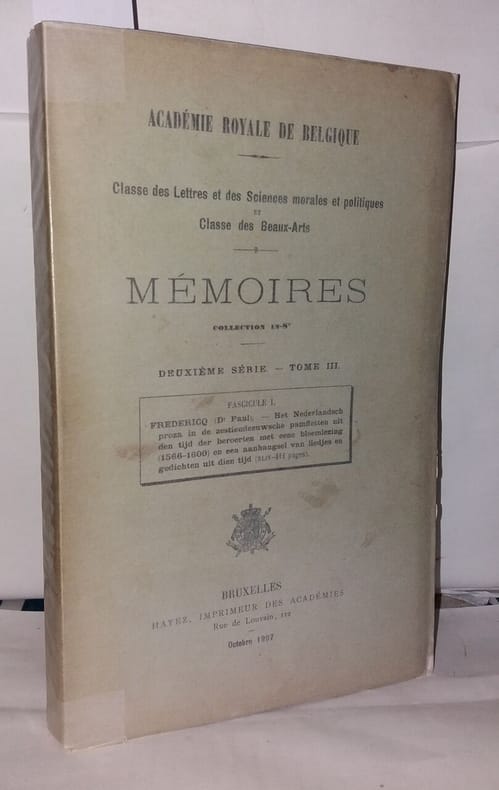 ACADÉMIE ROYALE DE BELGIQUE
Classe des Lettres et des Sciences morales et politiques
ET
Classe des Beaux-Arts
MÉMOIRES
COLLECTION IN-8°
DEUXIÈME SÉRIE. — TOME III.
FASCICULE I.
FREDERICQ (Dr Paul). — Het Nederlandsch
proza in de zestiendeeuwsche pamfletten uit
den tijd der beroerten met eene bloemlezing
(1566-1600) en een aanhangsel van liedjes en
gedichten uit dien tijd pages).
BRUXELLES
HAYEZ, IMPRIMEUR DES ACADÉMIES
Rue de Louvain, 112
Octobre 1907